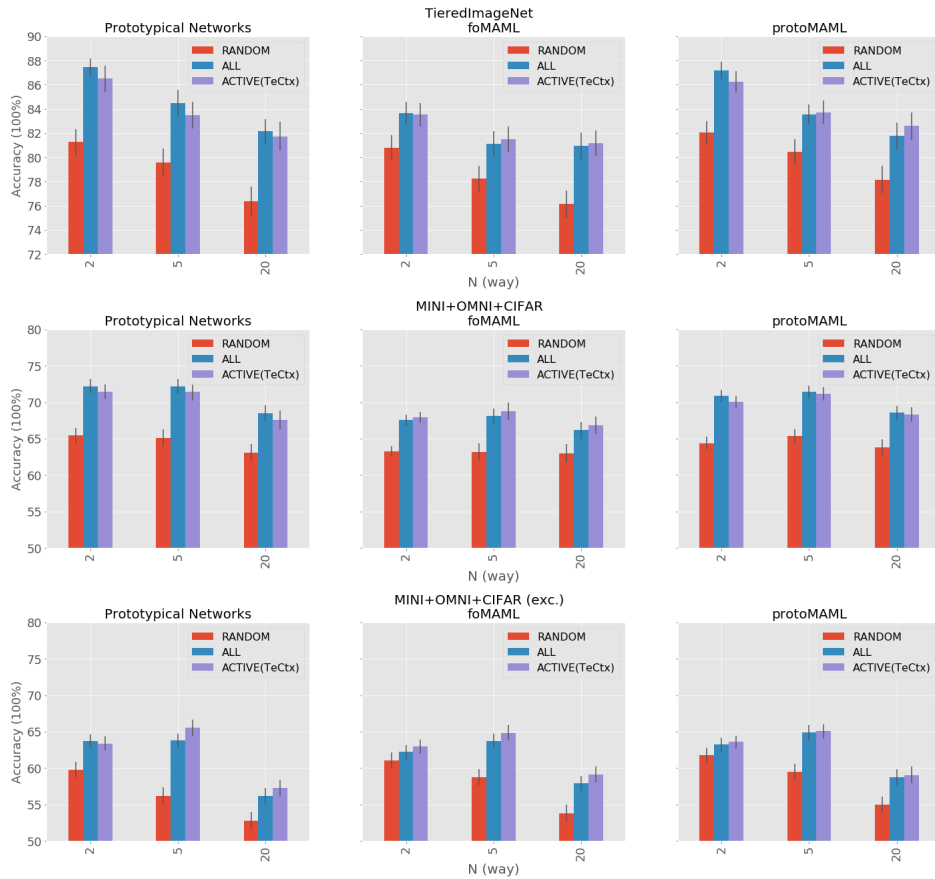 TieredImageNet
Prototypical Networks
foMAML
protoMAML
Accuracy (100%)
90
88
86
84
82
80
78
76
74
72
RANDOM
ALL
ACTIVE(TeCtx)
RANDOM
ALL
ACTIVE(TeCtx)
RANDOM
ALL
ACTIVE(TeCtx)
2
5
20
2
5
20
2
5
20
N (way)
MINI+OMNI+CIFAR
Prototypical Networks
foMAML
protoMAML
Accuracy (100%)
80
75
70
65
60
55
50
RANDOM
ALL
ACTIVE(TeCtx)
RANDOM
ALL
ACTIVE(TeCtx)
RANDOM
ALL
ACTIVE(TeCtx)
2
5
20
2
5
20
2
5
20
N (way)
MINI+OMNI+CIFAR (exc.)
Prototypical Networks
foMAML
protoMAML
Accuracy (100%)
80
75
70
65
60
55
50
RANDOM
ALL
ACTIVE(TeCtx)
RANDOM
ALL
ACTIVE(TeCtx)
RANDOM
ALL
ACTIVE(TeCtx)
2
5
20
2
5
20
2
5
20
N (way)